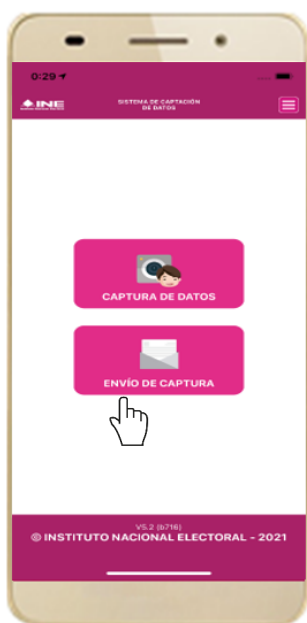 0:29
INE
SISTEMA DE CAPTACIÓN
DE DATOS
CAPTURA DE DATOS
ENVÍO DE CAPTURA
V5.2 (b716)
© INSTITUTO NACIONAL ELECTORAL - 2021